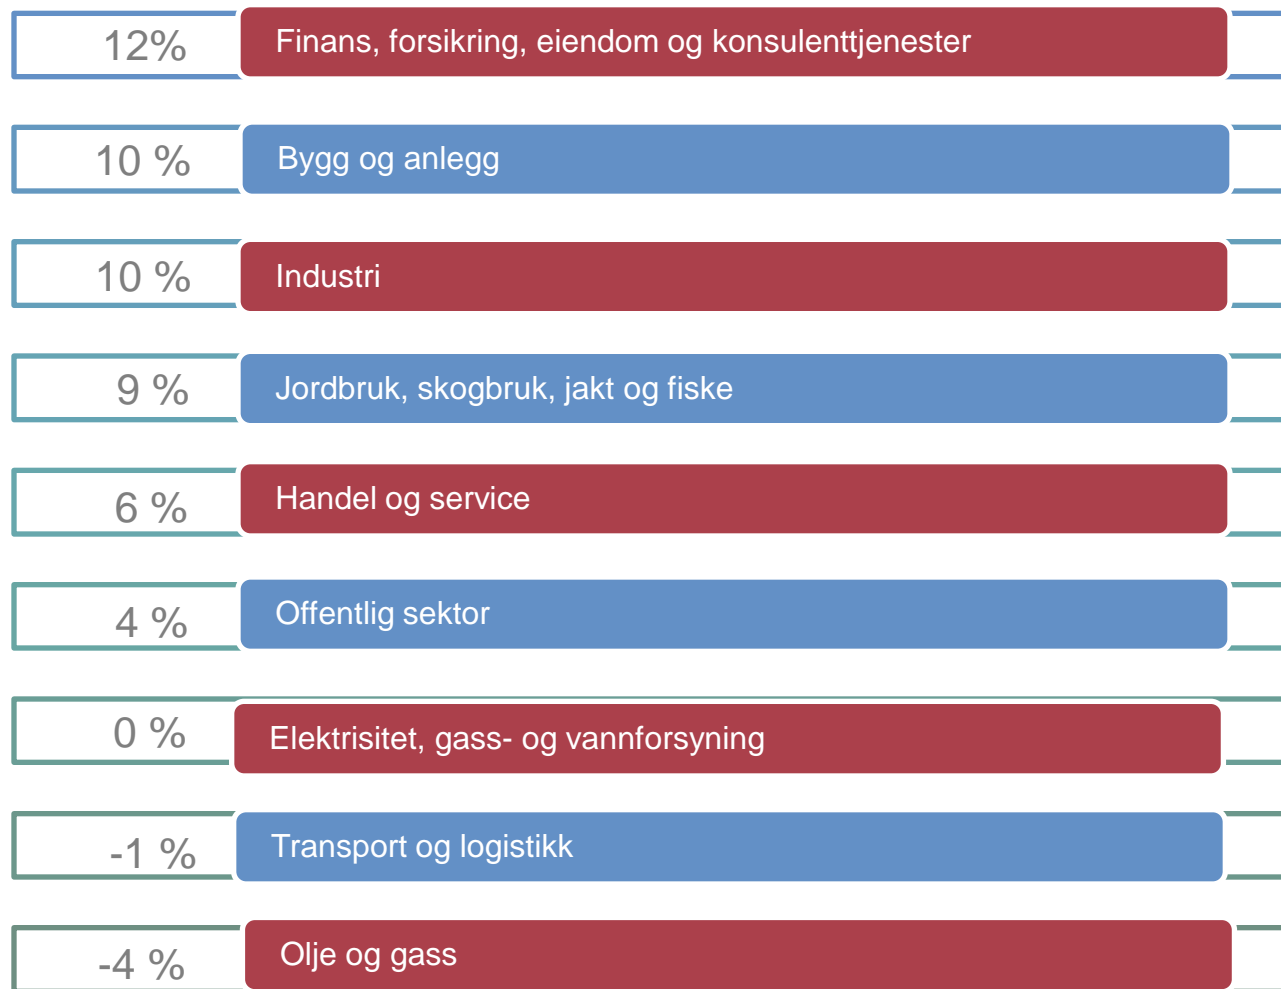 12% Finans, forsikring, eiendom og konsulenttjenester
10 % Bygg og anlegg
10 % Industri
9 % Jordbruk, skogbruk, jakt og fiske
6 % Handel og service
4 % Offentlig sektor
0 % Elektrisitet, gass- og vannforsyning
-1 % Transport og logistikk
-4 % Olje og gass